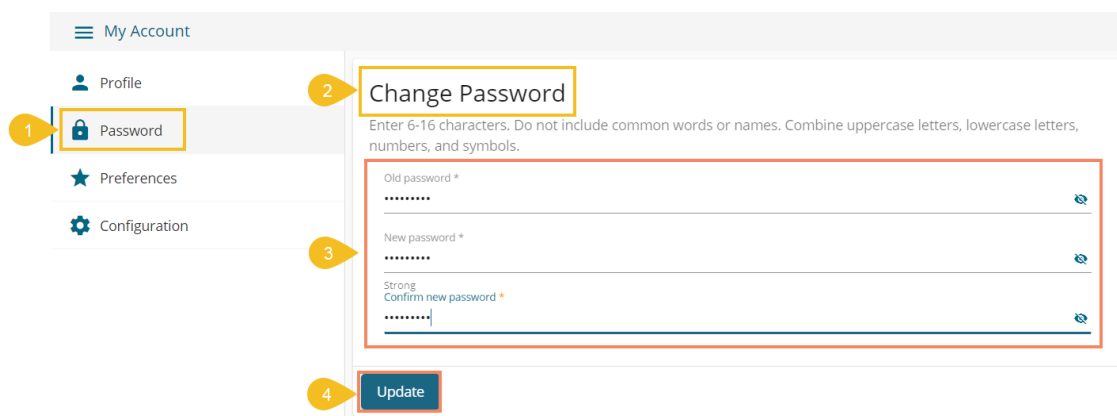 My Account
Profile
1
Password
Preferences
Configuration
2
Change Password
Enter 6-16 characters. Do not include common words or names. Combine uppercase letters, lowercase letters,
numbers, and symbols.
3
Old password *
•••••••••
New password *
•••••••••
Strong
Confirm new password *
•••••••••
4
Update